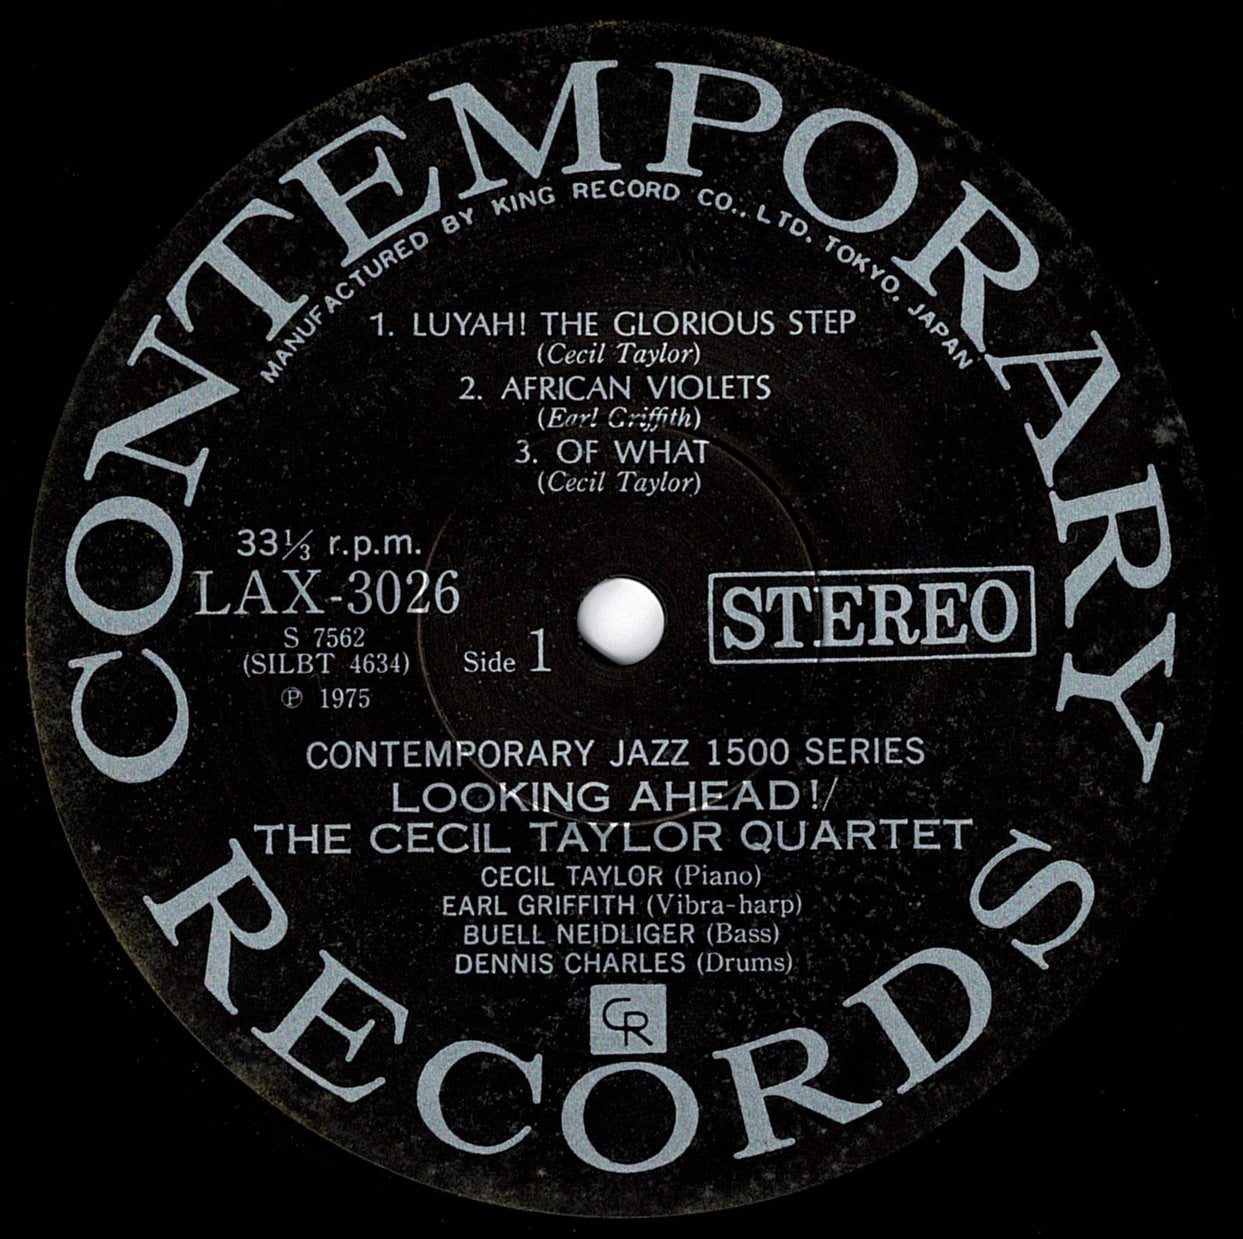 CONTEMPORARY
MANUFACTURED BY KING RECORD CO., LTD. TOKYO. JAPAN
1. LUYAH! THE GLORIOUS STEP
(Cecil Taylor)
2. AFRICAN VIOLETS
(Earl Griffith)
3. OF WHAT
(Cecil Taylor)
33⅓ r.p.m.
LAX-3026
S 7562
(SILBT 4634)
℗ 1975
Side 1
STEREO
CONTEMPORARY JAZZ 1500 SERIES
LOOKING AHEAD!/
THE CECIL TAYLOR QUARTET
CECIL TAYLOR (Piano)
EARL GRIFFITH (Vibra-harp)
BUELL NEIDLIGER (Bass)
DENNIS CHARLES (Drums)
CR
RECORDS